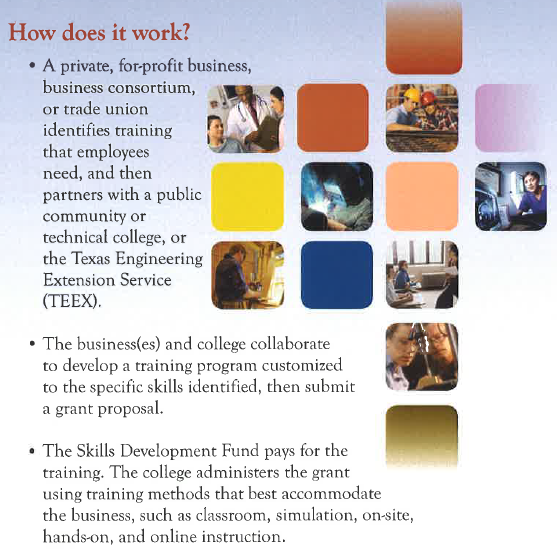 How does it work?
• A private, for-profit business,
business consortium,
or trade union
identifies training
that employees
need, and then
partners with a public
community or
technical college, or
the Texas Engineering
Extension Service
(TEEX).
• The business(es) and college collaborate
to develop a training program customized
to the specific skills identified, then submit
a grant proposal.
• The Skills Development Fund pays for the
training. The college administers the grant
using training methods that best accommodate
the business, such as classroom, simulation, on-site,
hands-on, and online instruction.